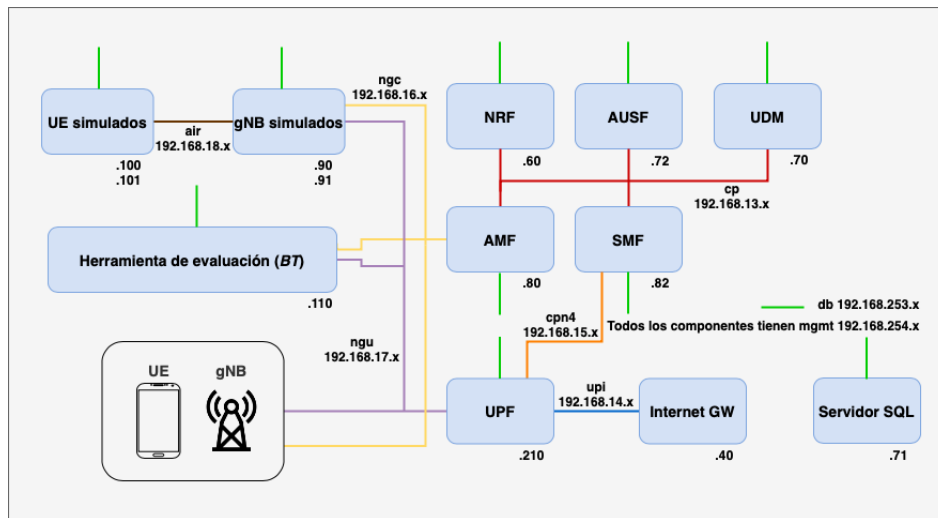 ngc
192.168.16.x
UE simulados
air
192.168.18.x
gNB simulados
.100
.101
.90
.91
NRF
.60
AUSF
.72
UDM
.70
cp
192.168.13.x
Herramienta de evaluación (BT)
.110
AMF
.80
SMF
.82
db 192.168.253.x
Todos los componentes tienen mgmt 192.168.254.x
cpn4
192.168.15.x
ngu
192.168.17.x
UE
gNB
UPF
.210
upi
192.168.14.x
Internet GW
.40
Servidor SQL
.71